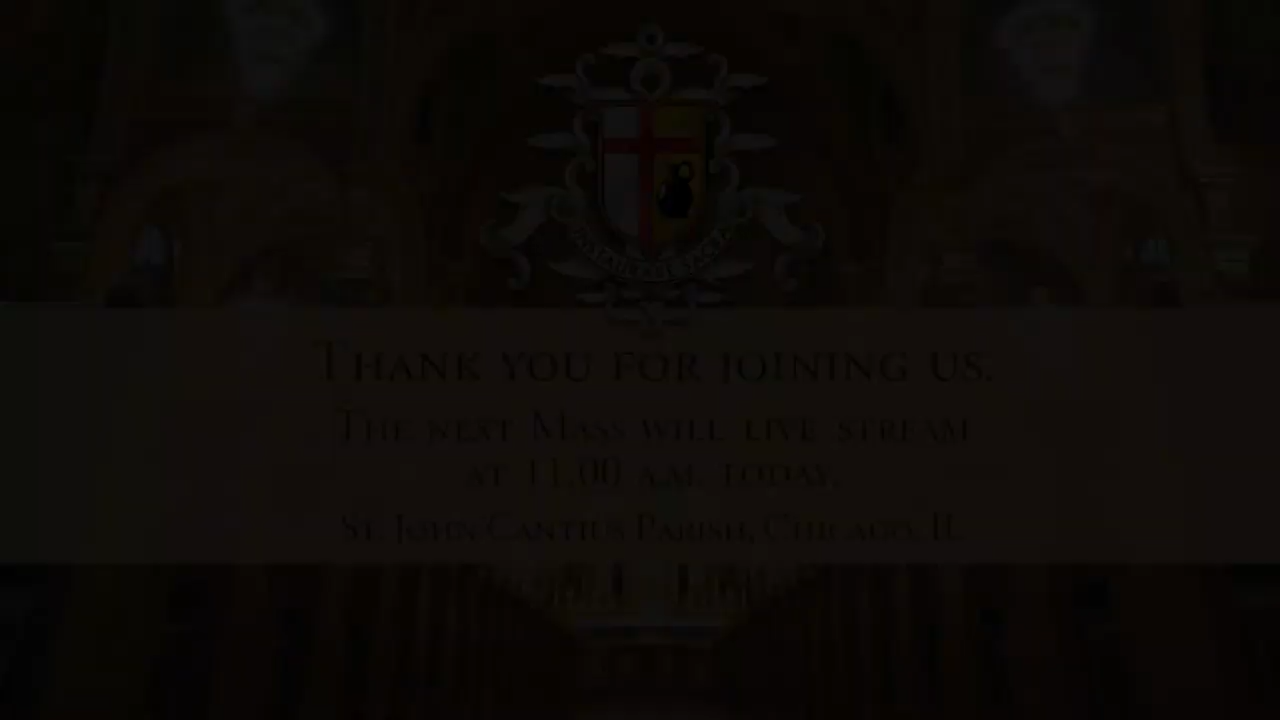 Thank you for joining us.
The next Mass will live stream
at 11:00 a.m. today.
St. John Cantius Parish, Chicago, IL